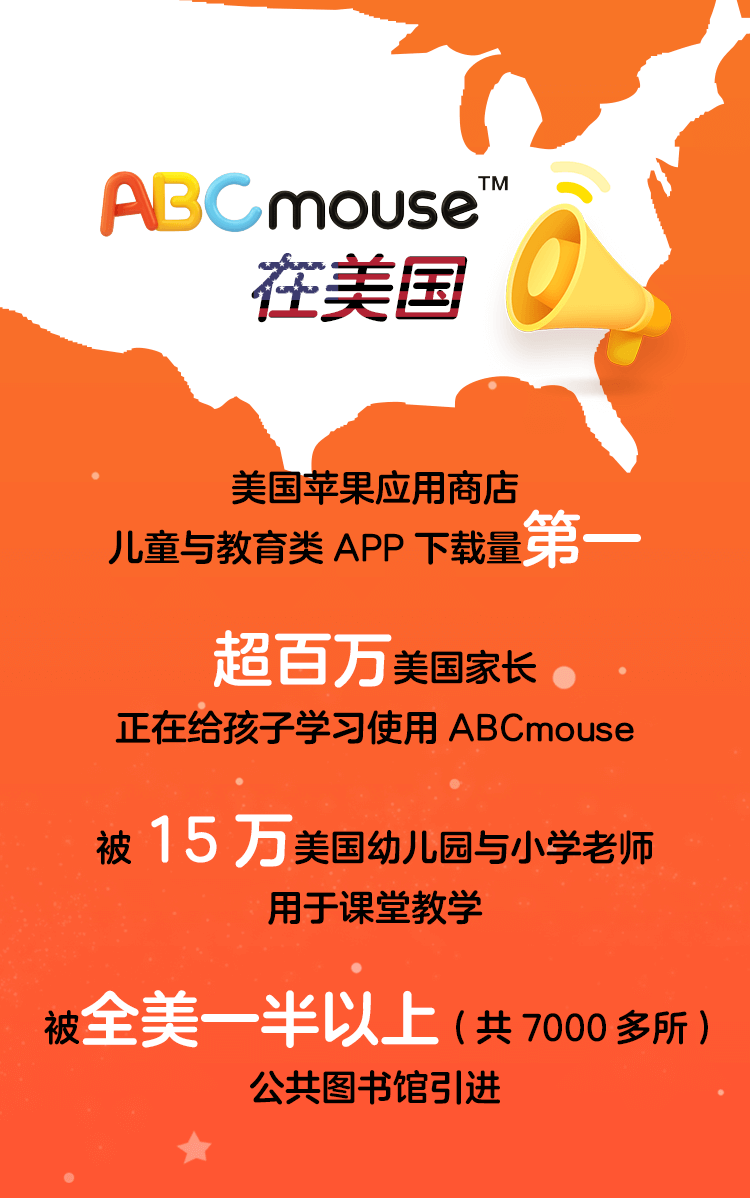 ABCmouse™
在美国
美国苹果应用商店
儿童与教育类 APP 下载量第一
超百万美国家长
正在给孩子学习使用 ABCmouse
被 15 万美国幼儿园与小学老师
用于课堂教学
被全美一半以上（共 7000 多所）
公共图书馆引进